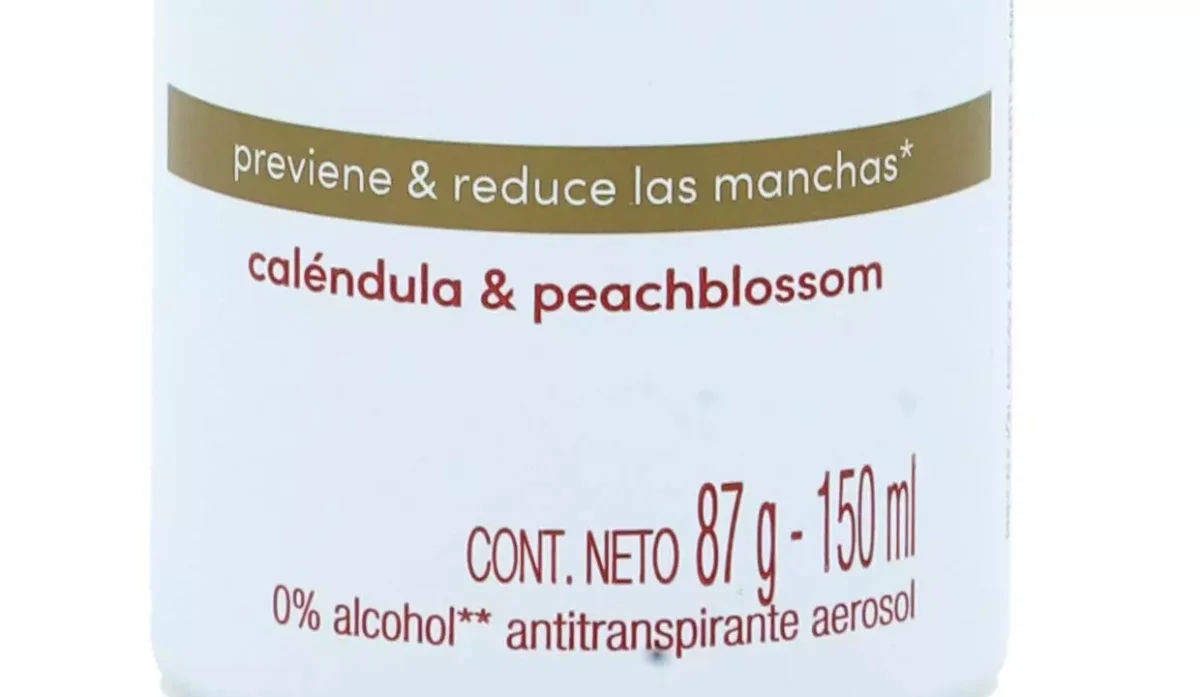 previene & reduce las manchas*
caléndula & peachblossom
CONT. NETO 87 g - 150 ml
0% alcohol** antitranspirante aerosol